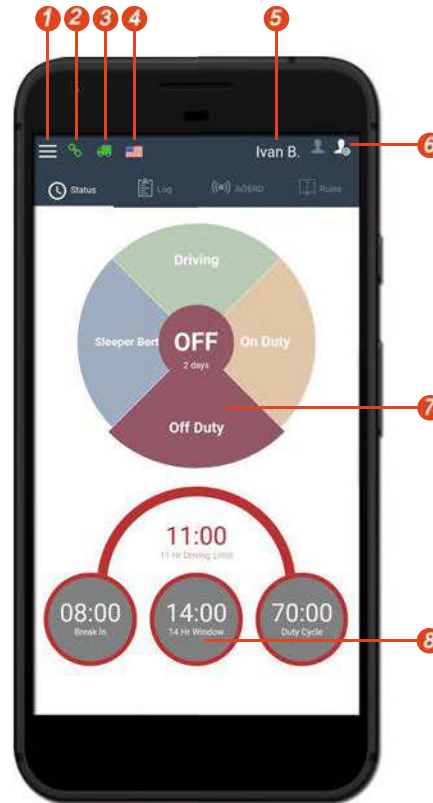 1 2 3 4 5
Ivan B. 6
Status Log AOBRD Rules
Driving
Sleeper Bert OFF On Duty
2 days
7
Off Duty
11:00
11 Hr Driving Limit
08:00 14:00 70:00
Break In 14 Hr Window Duty Cycle
8